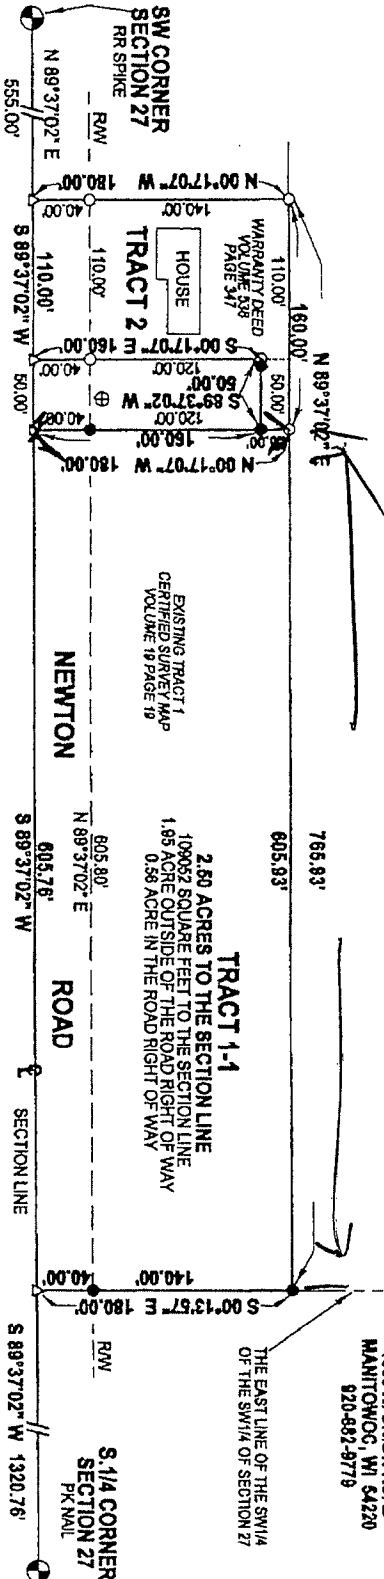 SW CORNER
SECTION 27
RR SPIKE
N 89°37'02" E
555.00'
R/W
N 00°17'07" W 180.00'
40.00'
140.00'
110.00'
S 89°37'02" W
110.00'
TRACT 2
HOUSE
WARRANTY DEED
VOLUME 538
PAGE 347
110.00'
160.00'
N 89°37'02" E
S 00°17'07" E 160.00'
40.00'
120.00'
50.00'
S 89°37'02" W
50.00'
50.00'
40.00'
120.00'
160.00'
N 00°17'07" W 180.00'
EXISTING TRACT 1
CERTIFIED SURVEY MAP
VOLUME 19 PAGE 19
NEWTON
ROAD
765.93'
605.93'
TRACT 1-1
2.50 ACRES TO THE SECTION LINE
109052 SQUARE FEET TO THE SECTION LINE
1.95 ACRE OUTSIDE OF THE ROAD RIGHT OF WAY
0.56 ACRE IN THE ROAD RIGHT OF WAY
605.80'
N 89°37'02" E
605.76'
S 89°37'02" W
SECTION LINE
S 00°13'57" E 180.00'
40.00'
140.00'
R/W
THE EAST LINE OF THE SW1/4
OF THE SW1/4 OF SECTION 27
MANITOWOC, WI 54220
920-682-9779
S.1/4 CORNER
SECTION 27
PK NAIL
S 89°37'02" W 1320.76'